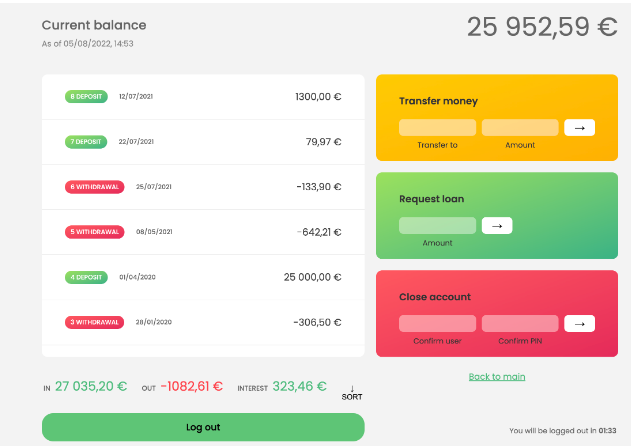 Current balance
As of 05/08/2022, 14:53
25 952,59 €
8 DEPOSIT 12/07/2021 1300,00 €
7 DEPOSIT 22/07/2021 79,97 €
6 WITHDRAWAL 25/07/2021 -133,90 €
5 WITHDRAWAL 08/05/2021 -642,21 €
4 DEPOSIT 01/04/2020 25 000,00 €
3 WITHDRAWAL 28/01/2020 -306,50 €
IN 27 035,20 € OUT -1082,61 € INTEREST 323,46 € ↓ SORT
Log out
Transfer money
→
Transfer to Amount
Request loan
→
Amount
Close account
→
Confirm user Confirm PIN
Back to main
You will be logged out in 01:33